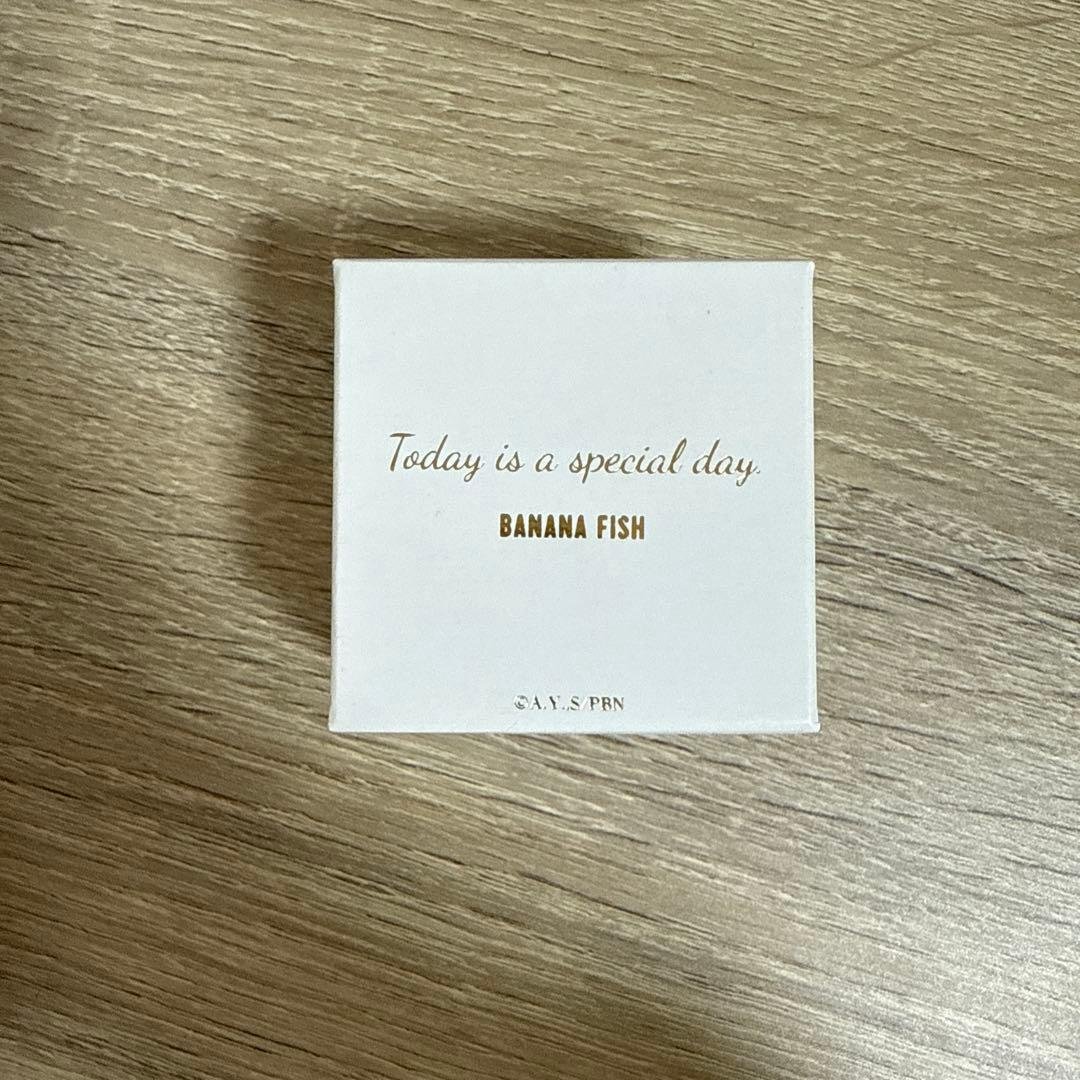 Today is a special day.
BANANA FISH
©A.Y.,S/PBN